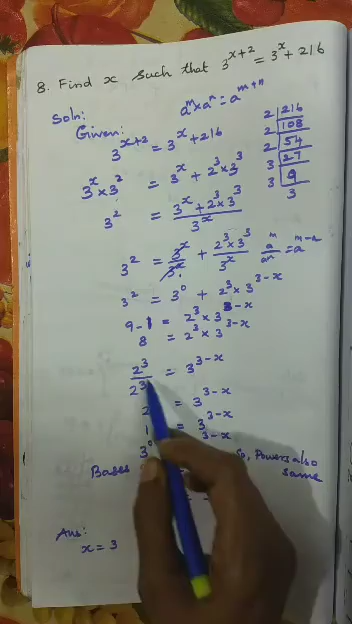 8. Find x such that 3^(x+2) = 3^x + 216
a^m × a^n = a^(m+n)
Soln:
Given:
3^(x+2) = 3^x + 216
3^x × 3^2 = 3^x + 2^3 × 3^3
3^2 = (3^x + 2^3 × 3^3)/3^x
2 | 216
2 | 108
2 | 54
3 | 27
3 | 9
3
3^2 = 3^x/3^x + (2^3 × 3^3)/3^x
a^m/a^n = a^(m-n)
3^2 = 3^0 + 2^3 × 3^(3-x)
9 - 1 = 2^3 × 3^(3-x)
8 = 2^3 × 3^(3-x)
2^3/2^3 = 3^(3-x)
2 = 3^(3-x)
1 = 3^(3-x)
3^0 3^(3-x)
Bases So, Powers also
same
Ans:
x = 3